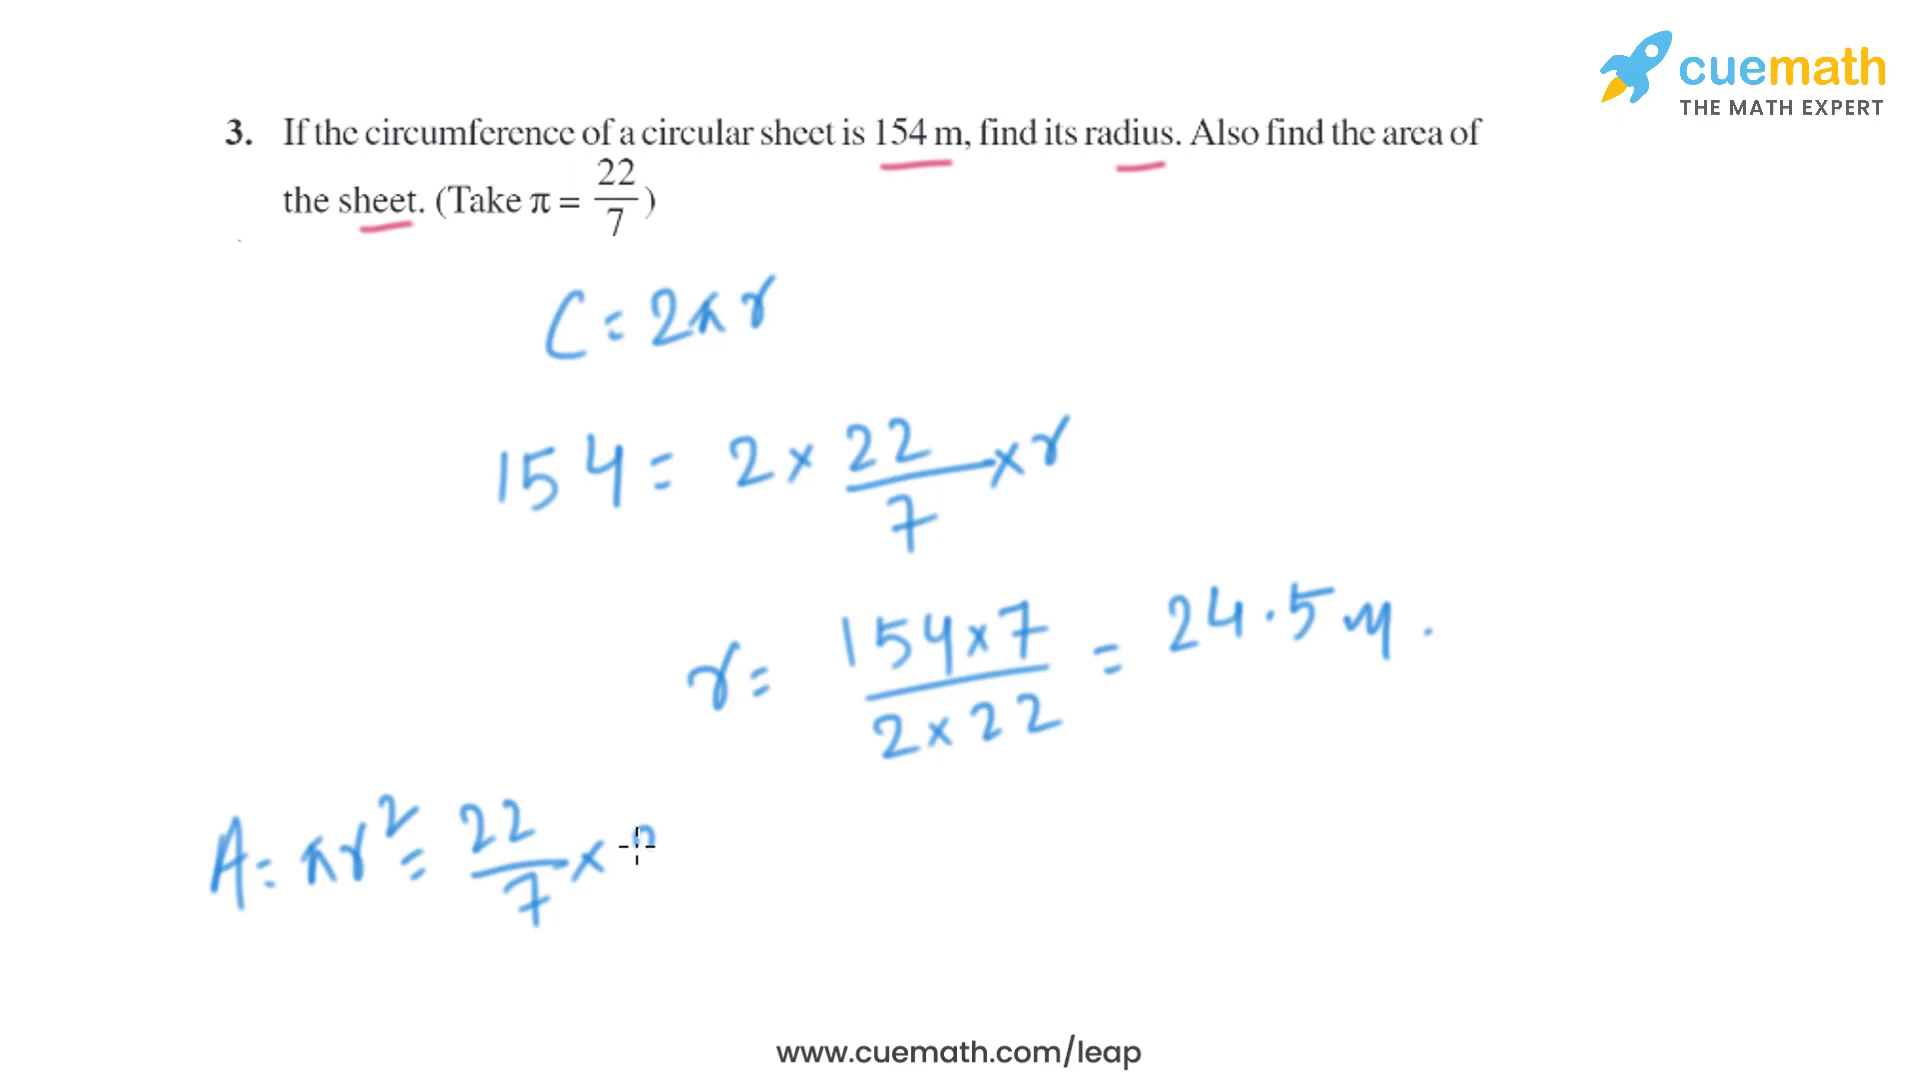 cuemath
THE MATH EXPERT
3. If the circumference of a circular sheet is 154 m, find its radius. Also find the area of
the sheet. (Take π = 22/7)
C = 2πr
154 = 2 × 22/7 × r
r = 154×7/2×22 = 24.5 m.
A = πr² = 22/7 ×
www.cuemath.com/leap